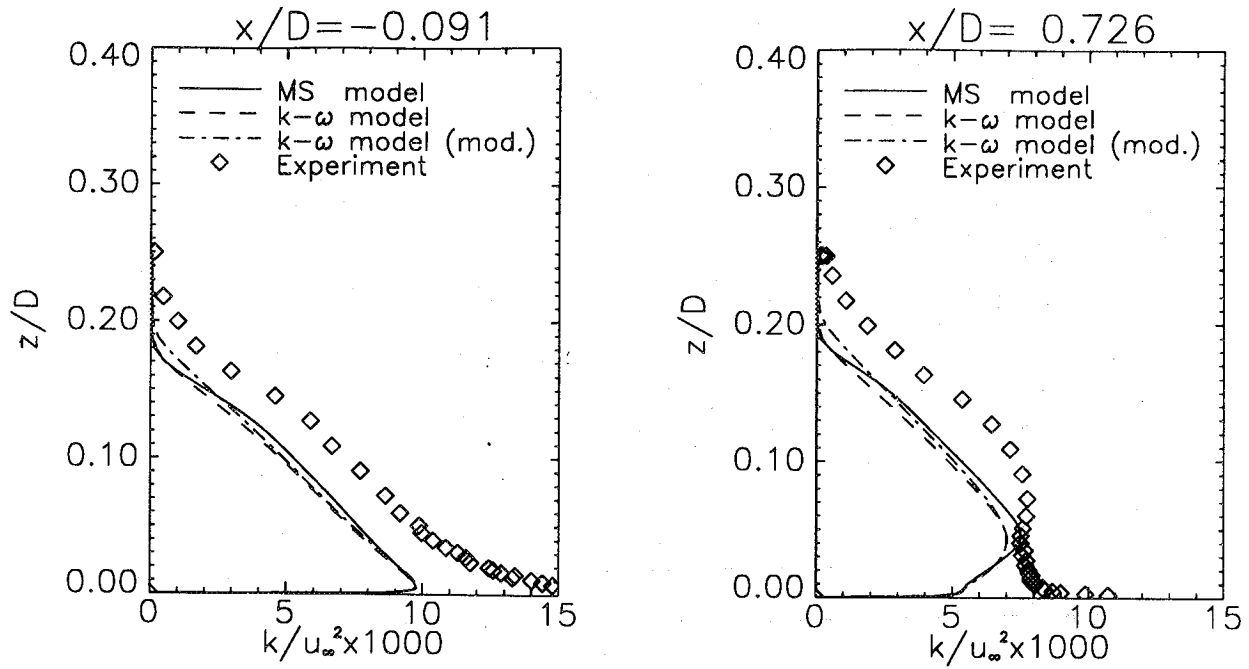 x/D=−0.091
0.40
MS model
k−ω model
k−ω model (mod.)
Experiment
0.30
0.20
0.10
0.00
z/D
0 5 10 15
k/u∞²x1000
x/D= 0.726
0.40
MS model
k−ω model
k−ω model (mod.)
Experiment
0.30
0.20
0.10
0.00
z/D
0 5 10 15
k/u∞²x1000